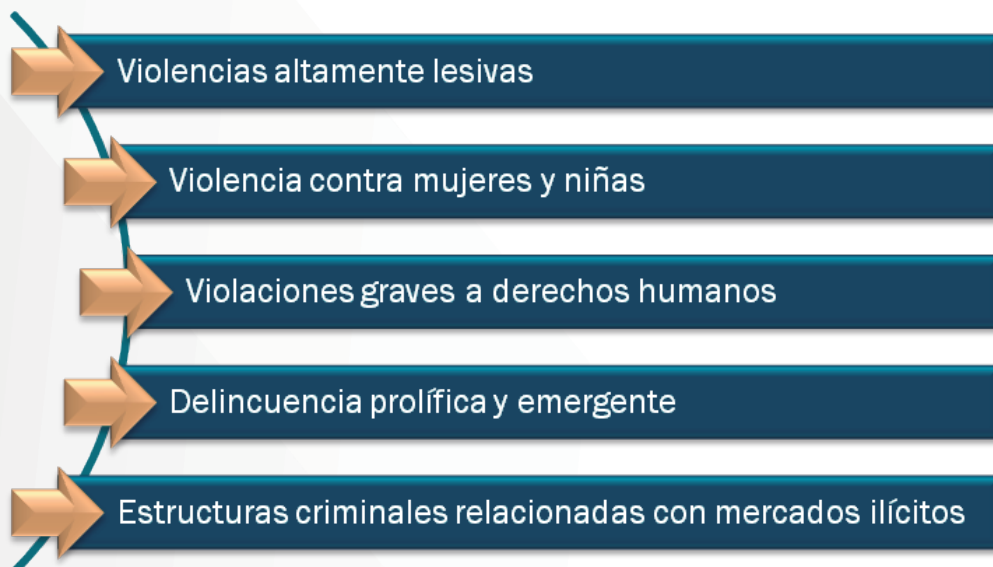 Violencias altamente lesivas
Violencia contra mujeres y niñas
Violaciones graves a derechos humanos
Delincuencia prolífica y emergente
Estructuras criminales relacionadas con mercados ilícitos